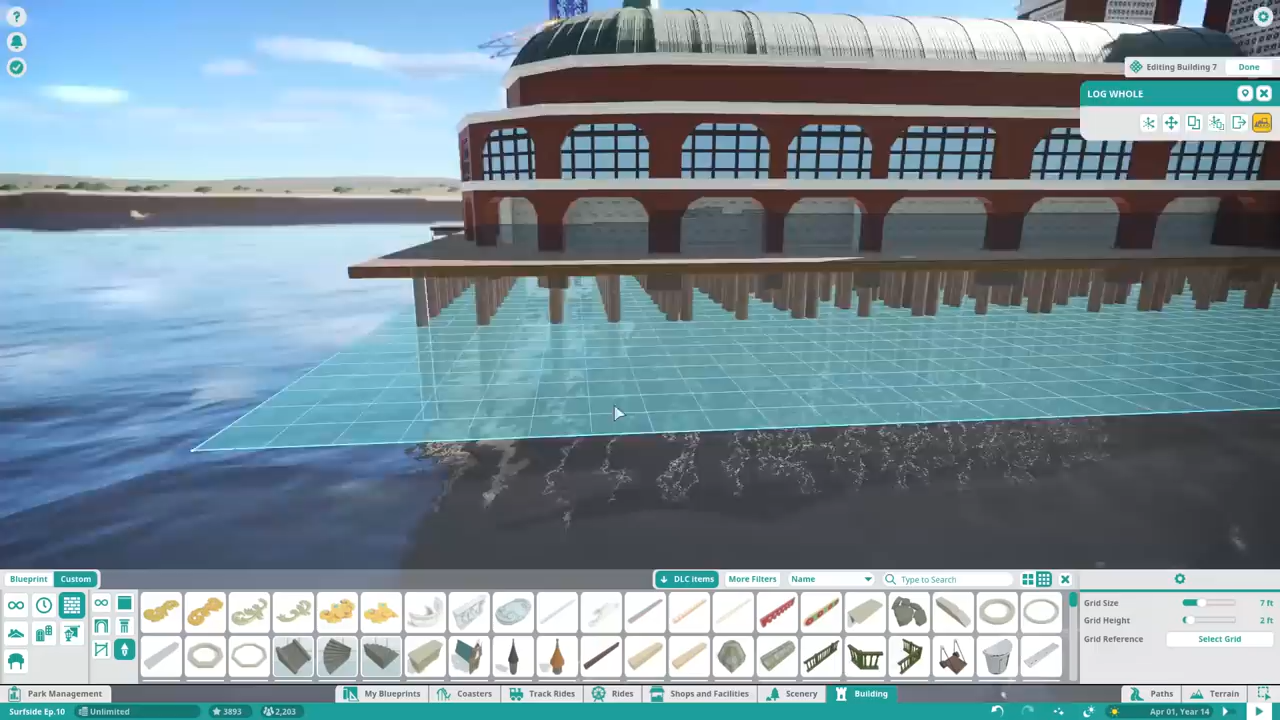 Editing Building 7 Done
LOG WHOLE
Blueprint Custom
DLC items More Filters Name Type to Search
Grid Size 7 ft
Grid Height 2 ft
Grid Reference Select Grid
Park Management My Blueprints Coasters Track Rides Rides Shops and Facilities Scenery Building Paths Terrain
Surfside Ep.10 Unlimited 3893 2,203 Apr 01, Year 14